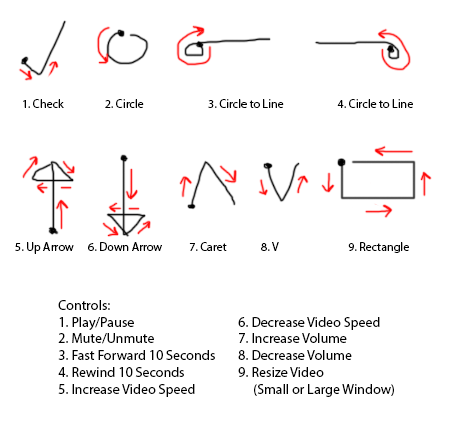 1. Check
2. Circle
3. Circle to Line
4. Circle to Line
5. Up Arrow
6. Down Arrow
7. Caret
8. V
9. Rectangle
Controls:
1. Play/Pause
2. Mute/Unmute
3. Fast Forward 10 Seconds
4. Rewind 10 Seconds
5. Increase Video Speed
6. Decrease Video Speed
7. Increase Volume
8. Decrease Volume
9. Resize Video
(Small or Large Window)